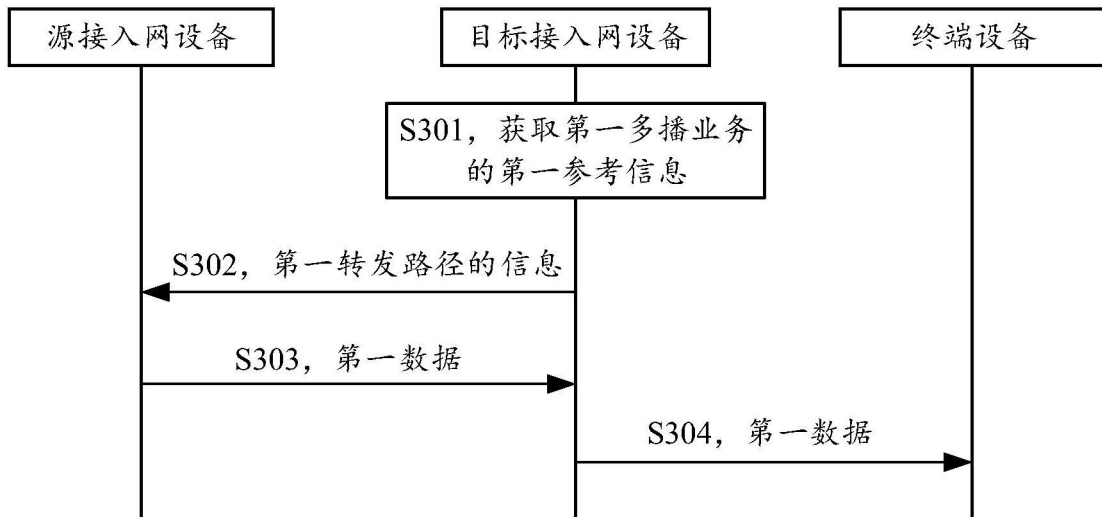 源接入网设备
目标接入网设备
终端设备
S301，获取第一多播业务
的第一参考信息
S302，第一转发路径的信息
S303，第一数据
S304，第一数据